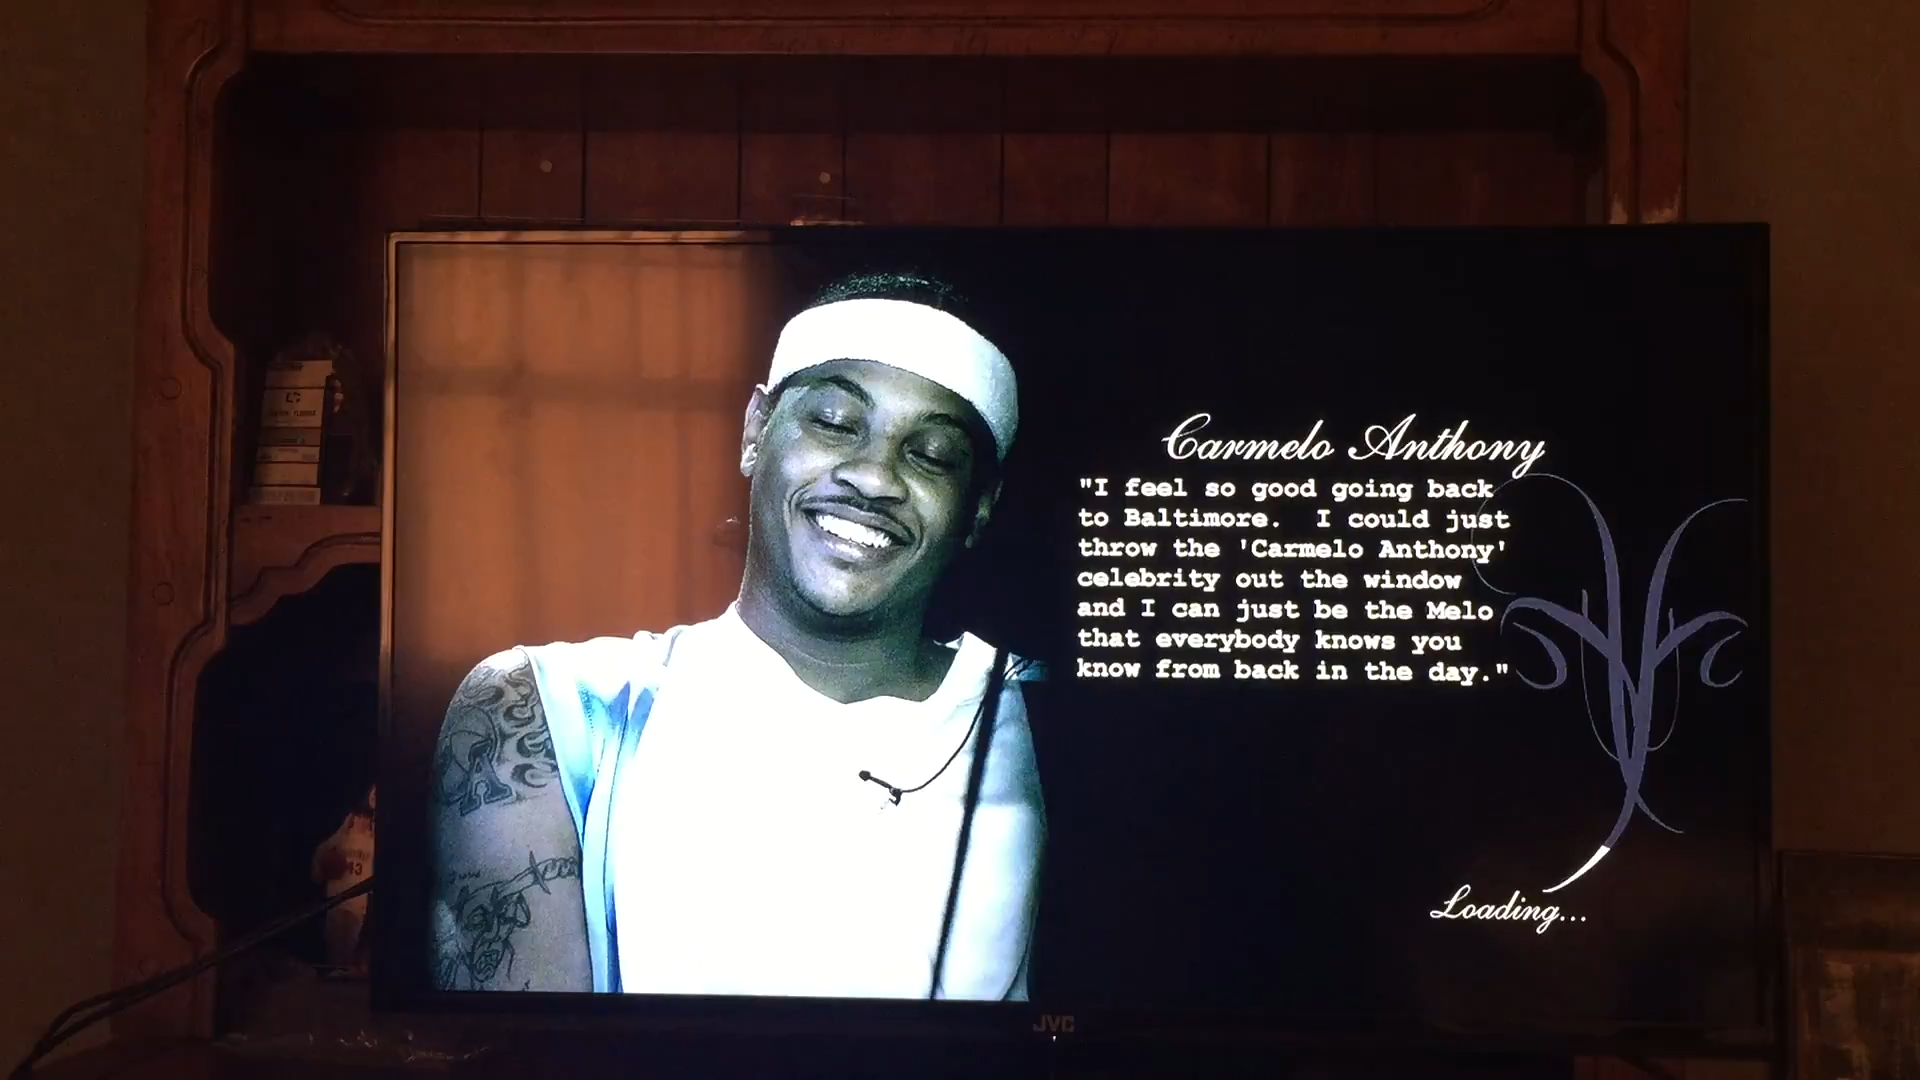 Carmelo Anthony
"I feel so good going back
to Baltimore.  I could just
throw the 'Carmelo Anthony'
celebrity out the window
and I can just be the Melo
that everybody knows you
know from back in the day."
Loading...
JVC
A
13